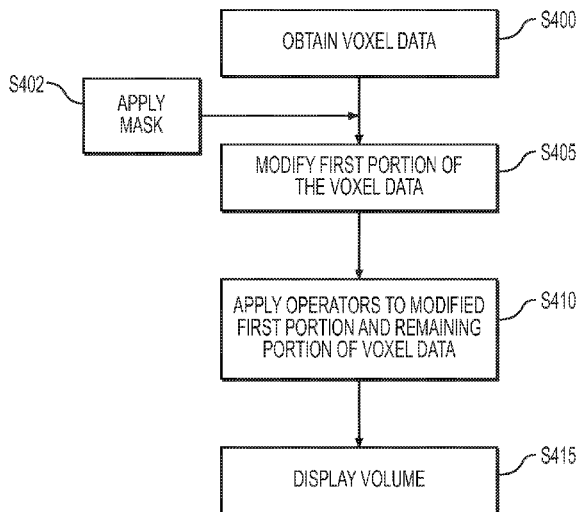 S400
OBTAIN VOXEL DATA
S402
APPLY
MASK
S405
MODIFY FIRST PORTION OF
THE VOXEL DATA
S410
APPLY OPERATORS TO MODIFIED
FIRST PORTION AND REMAINING
PORTION OF VOXEL DATA
S415
DISPLAY VOLUME